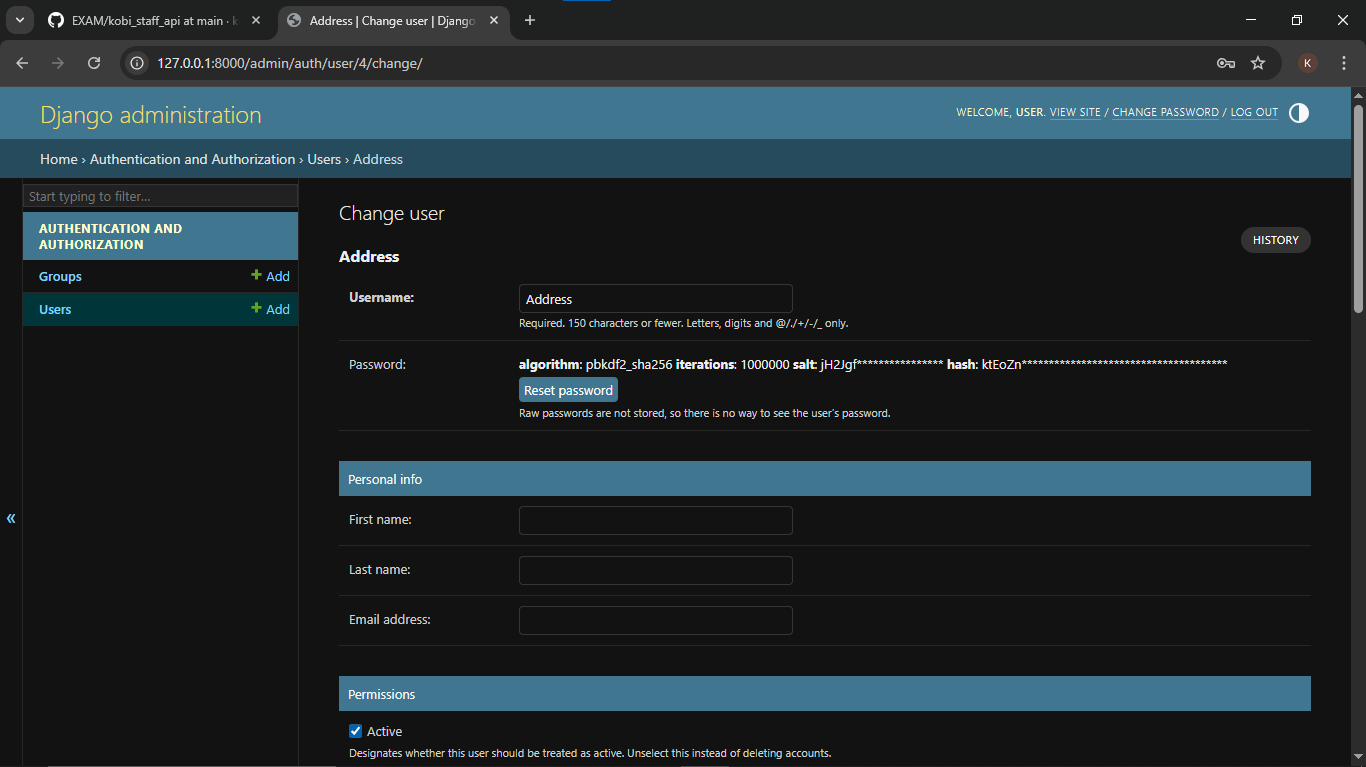 EXAM/kobi_staff_api at main · k
Address | Change user | Django
127.0.0.1:8000/admin/auth/user/4/change/
K
Django administration
WELCOME, USER. VIEW SITE / CHANGE PASSWORD / LOG OUT
Home › Authentication and Authorization › Users › Address
Start typing to filter...
AUTHENTICATION AND
AUTHORIZATION
Groups + Add
Users + Add
«
Change user
HISTORY
Address
Username: Address
Required. 150 characters or fewer. Letters, digits and @/./+/-/_ only.
Password: algorithm: pbkdf2_sha256 iterations: 1000000 salt: jH2Jgf**************** hash: ktEoZn**************************************
Reset password
Raw passwords are not stored, so there is no way to see the user's password.
Personal info
First name:
Last name:
Email address:
Permissions
Active
Designates whether this user should be treated as active. Unselect this instead of deleting accounts.